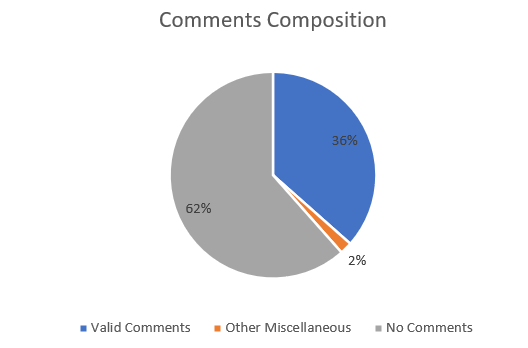 Comments Composition
36%
62%
2%
Valid Comments
Other Miscellaneous
No Comments